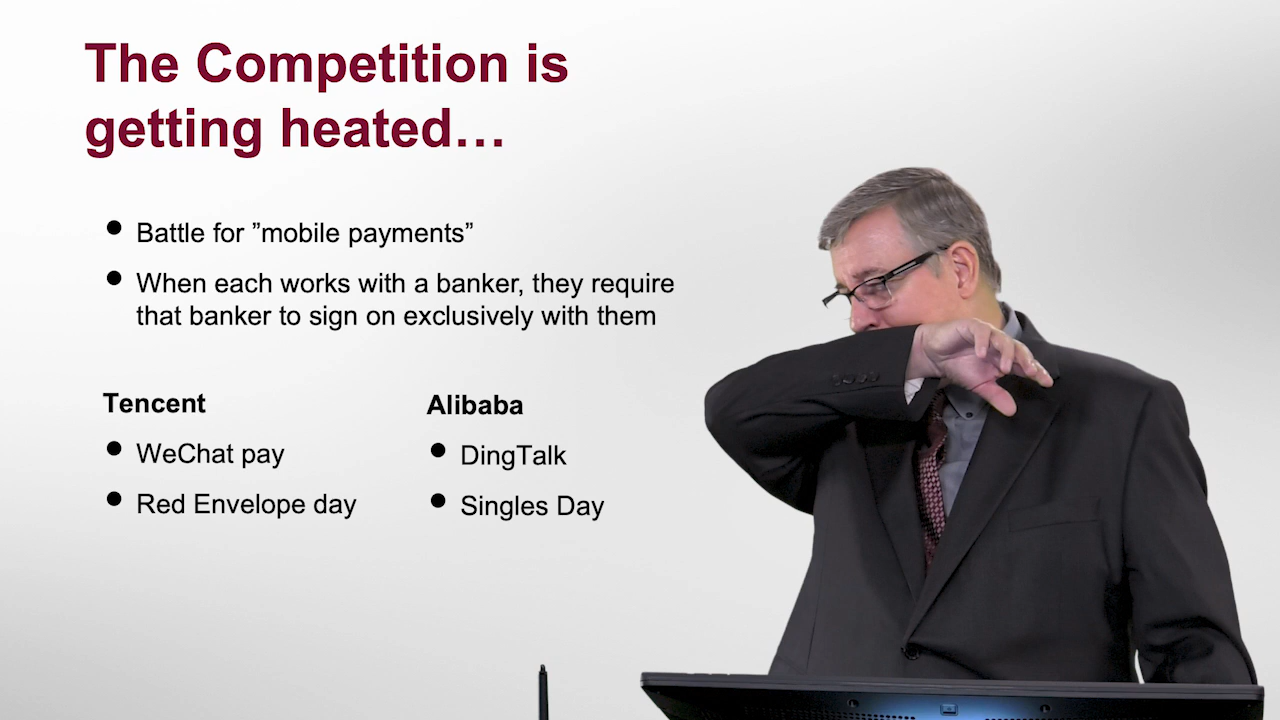 The Competition is
getting heated…
• Battle for ”mobile payments”
• When each works with a banker, they require
that banker to sign on exclusively with them
Tencent
• WeChat pay
• Red Envelope day
Alibaba
• DingTalk
• Singles Day